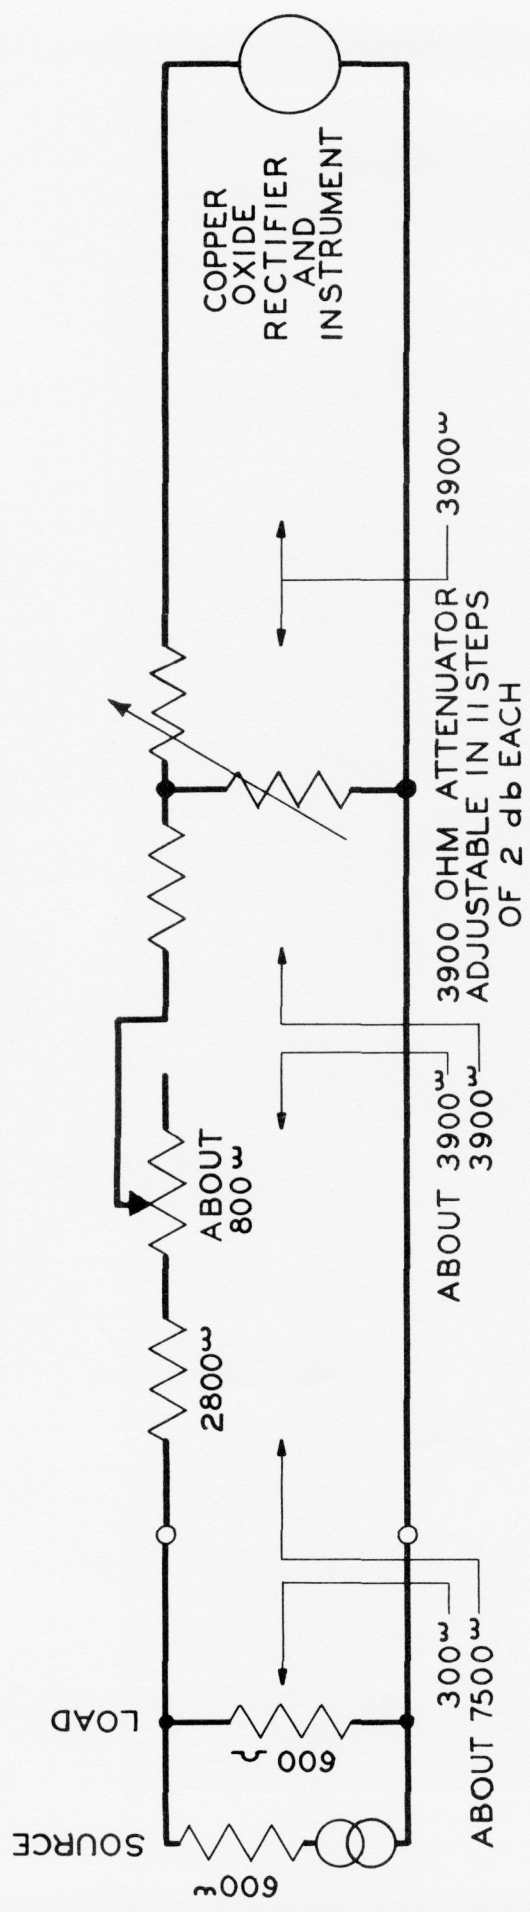 SOURCE
600ω
LOAD
600
300ω
ABOUT 7500ω
2800ω
ABOUT
800ω
ABOUT 3900ω
3900ω
3900 OHM ATTENUATOR
ADJUSTABLE IN 11 STEPS
OF 2 db EACH
3900ω
COPPER
OXIDE
RECTIFIER
AND
INSTRUMENT